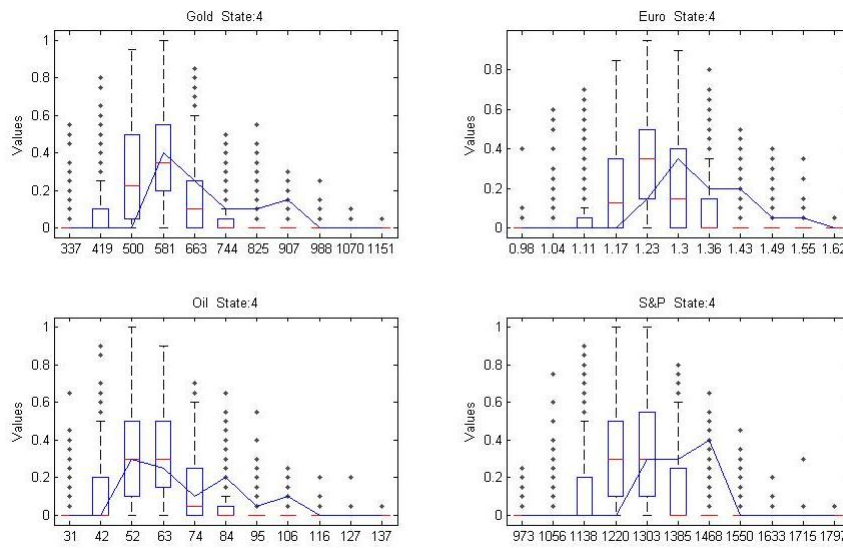 Gold State:4
Values
1
0.8
0.6
0.4
0.2
0
337 419 500 581 663 744 825 907 988 1070 1151
Euro State:4
Values
0.8
0.6
0.4
0.2
0
0.98 1.04 1.11 1.17 1.23 1.3 1.36 1.43 1.49 1.55 1.62
Oil State:4
Values
1
0.8
0.6
0.4
0.2
0
31 42 52 63 74 84 95 106 116 127 137
S&P State:4
Values
1
0.8
0.6
0.4
0.2
0
973 1056 1138 1220 1303 1385 1468 1550 1633 1715 1797